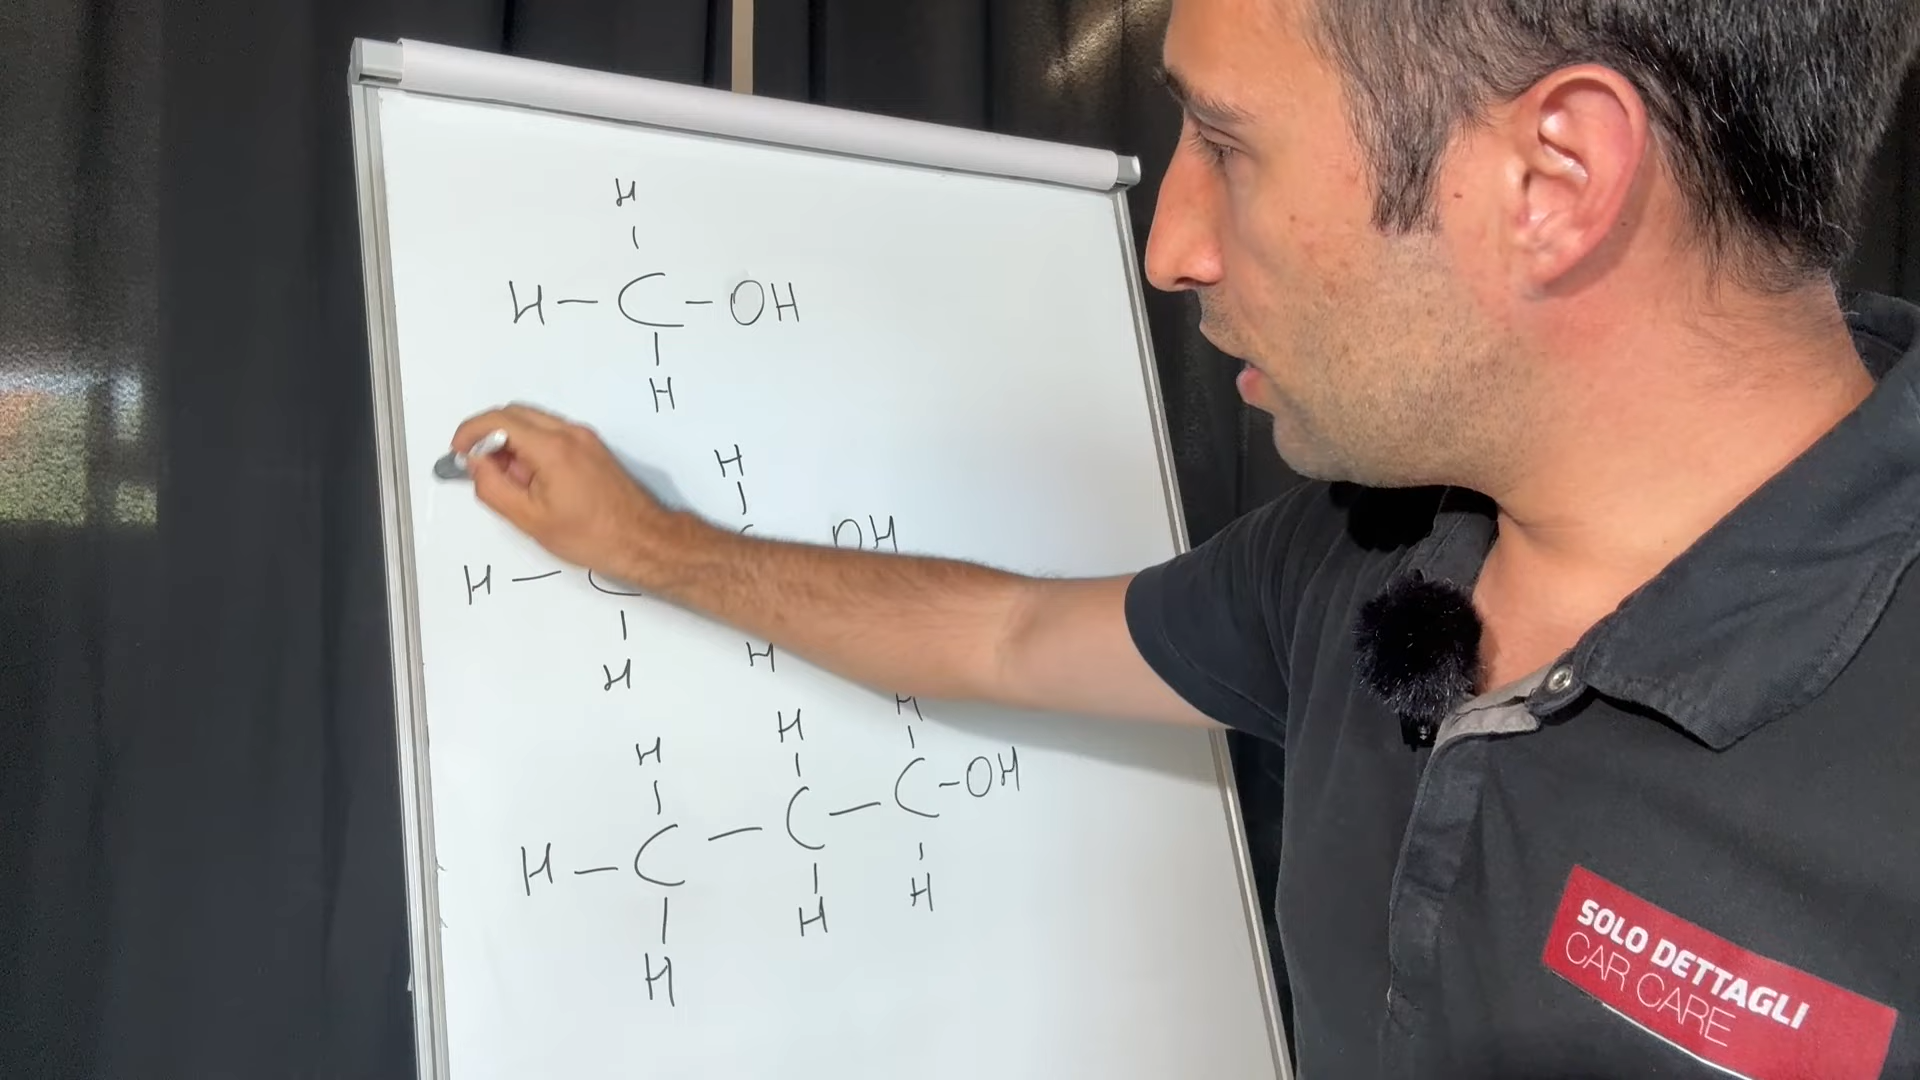 H
H – C – OH
H
H
C OH
H – C
H H
H H H
H – C – C – C – OH
H H H
SOLO DETTAGLI
CAR CARE